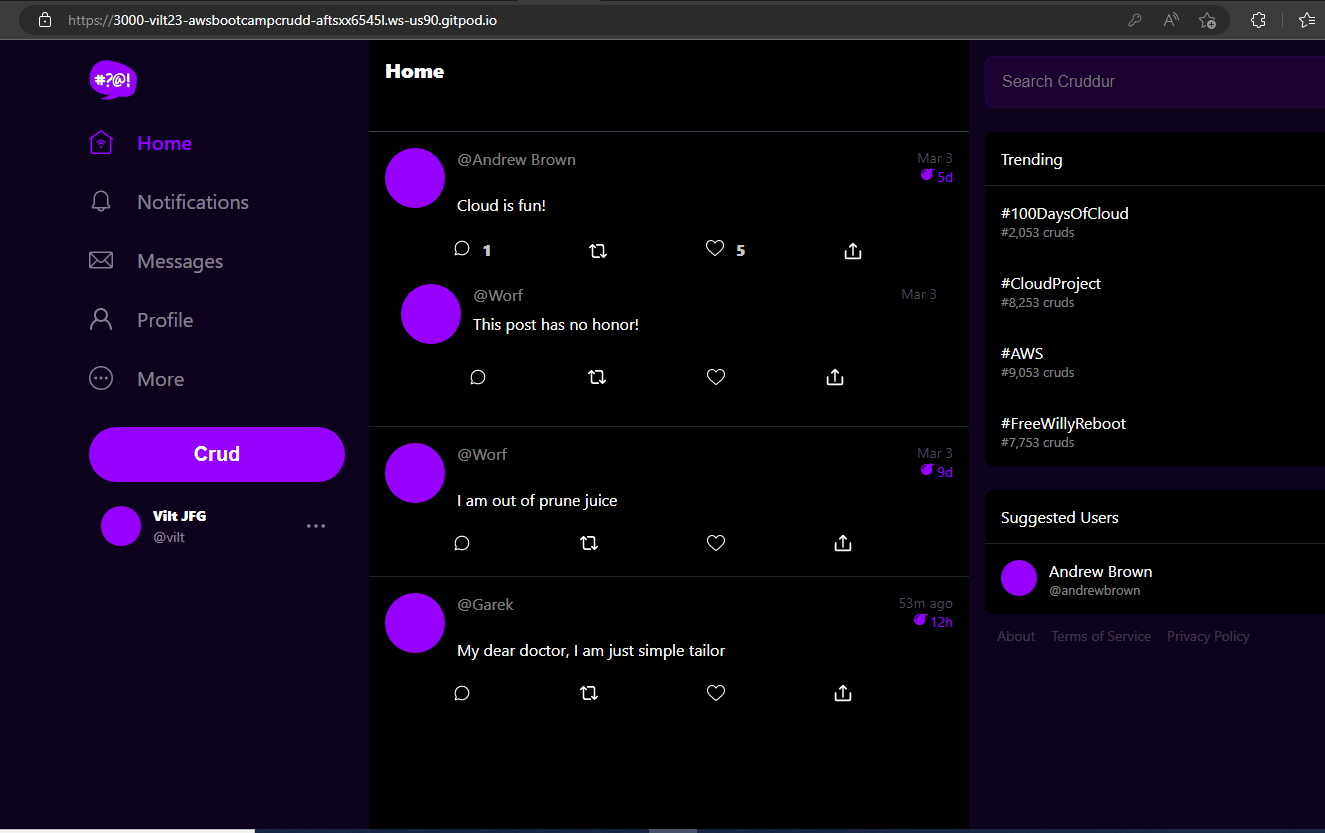 https://3000-vilt23-awsbootcampcrudd-aftsxx6545l.ws-us90.gitpod.io
#?@!
Home
Notifications
Messages
Profile
More
Crud
Vilt JFG
@vilt
Home
@Andrew Brown
Mar 3
5d
Cloud is fun!
1
5
@Worf
Mar 3
This post has no honor!
@Worf
Mar 3
9d
I am out of prune juice
@Garek
53m ago
12h
My dear doctor, I am just simple tailor
Search Cruddur
Trending
#100DaysOfCloud
#2,053 cruds
#CloudProject
#8,253 cruds
#AWS
#9,053 cruds
#FreeWillyReboot
#7,753 cruds
Suggested Users
Andrew Brown
@andrewbrown
About Terms of Service Privacy Policy